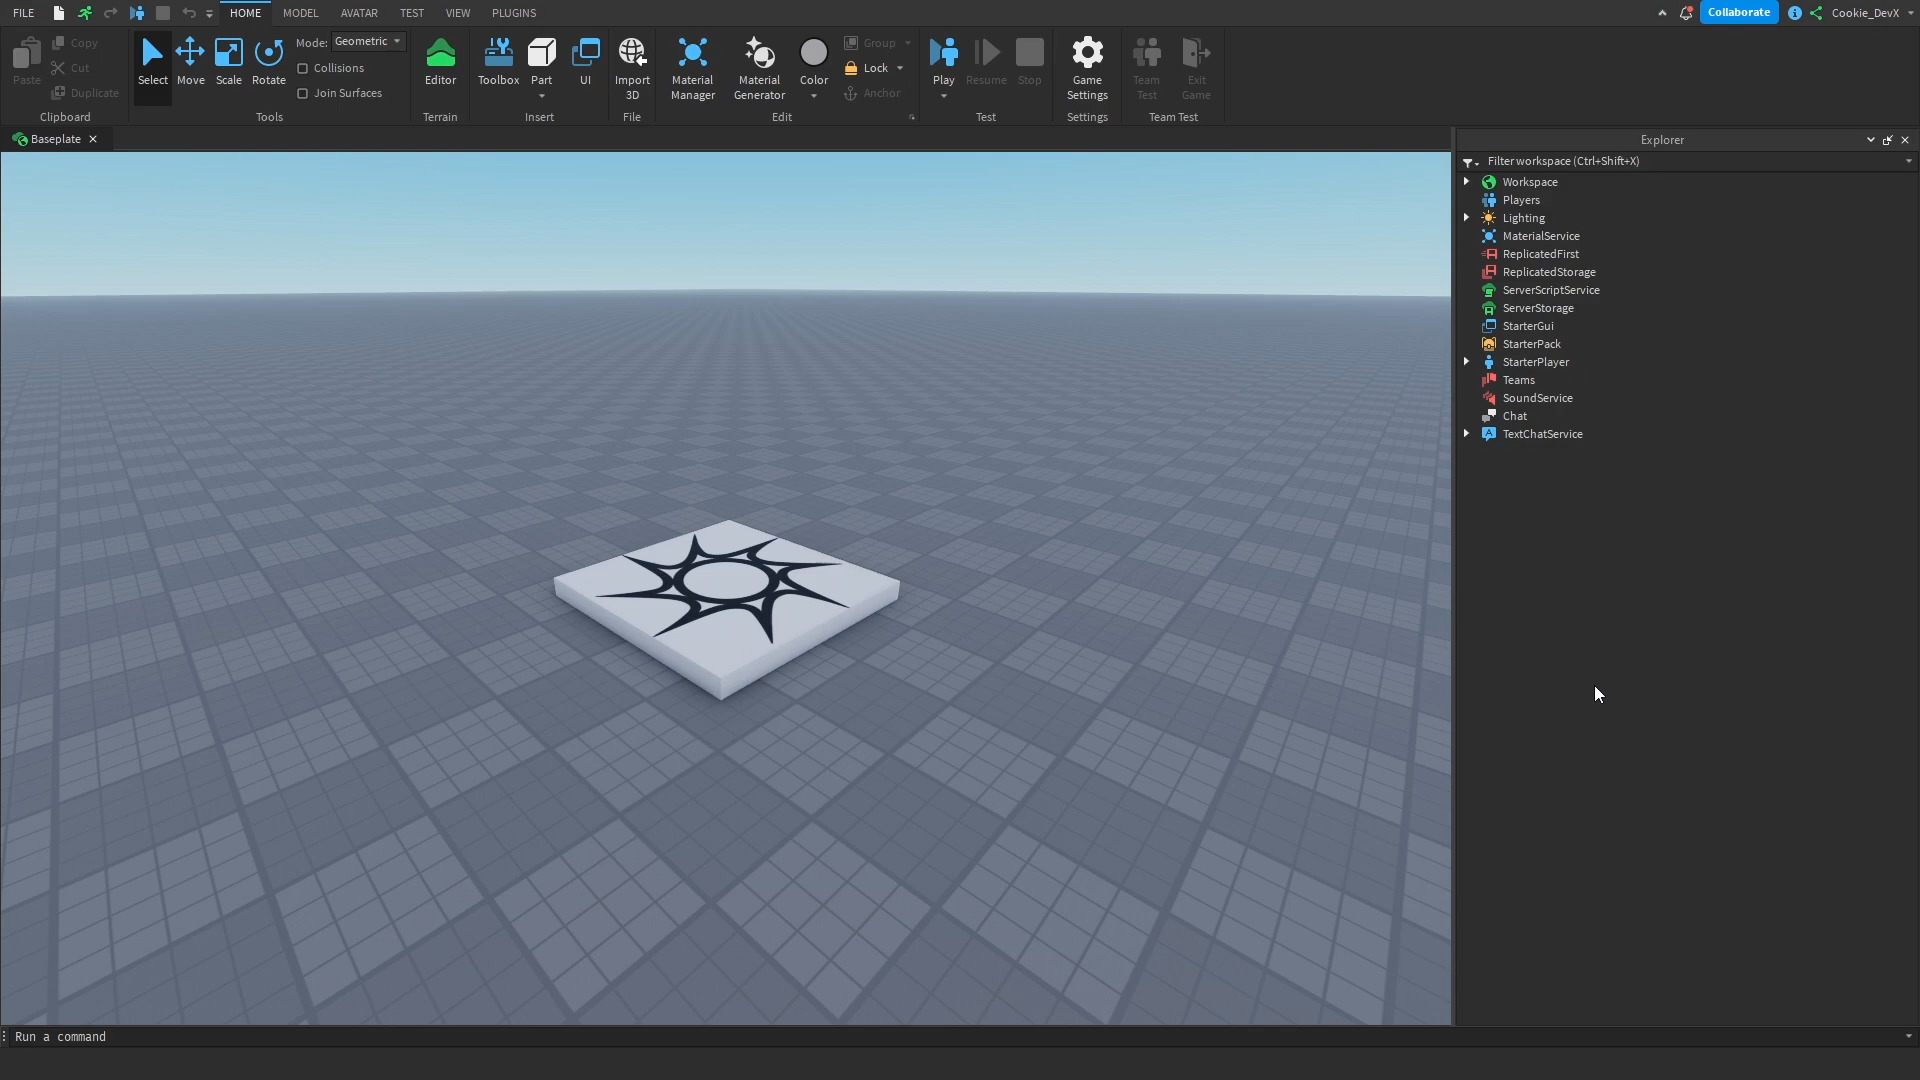 FILE HOME MODEL AVATAR TEST VIEW PLUGINS Collaborate Cookie_DevX
Paste
Copy
Cut
Duplicate
Clipboard
Select Move Scale Rotate
Mode: Geometric
Collisions
Join Surfaces
Tools
Editor
Terrain
Toolbox Part UI
Insert
Import
3D
File
Material
Manager
Material
Generator
Color
Group
Lock
Anchor
Edit
Play Resume Stop
Test
Game
Settings
Settings
Team
Test
Exit
Game
Team Test
Baseplate
Explorer
Filter workspace (Ctrl+Shift+X)
Workspace
Players
Lighting
MaterialService
ReplicatedFirst
ReplicatedStorage
ServerScriptService
ServerStorage
StarterGui
StarterPack
StarterPlayer
Teams
SoundService
Chat
TextChatService
Run a command